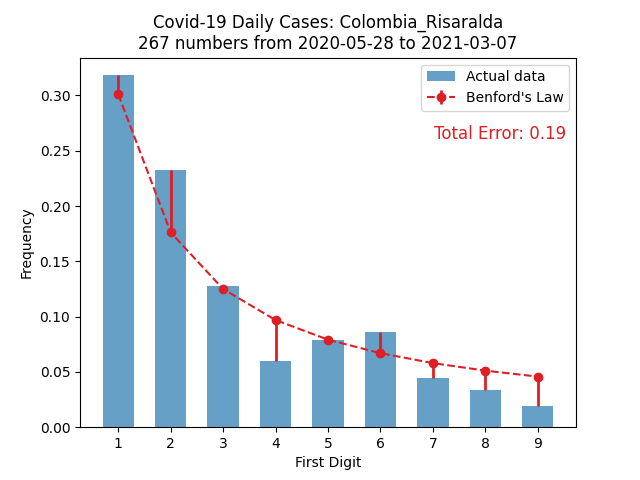 Covid-19 Daily Cases: Colombia_Risaralda
267 numbers from 2020-05-28 to 2021-03-07
Actual data
Benford's Law
Total Error: 0.19
Frequency
0.30
0.25
0.20
0.15
0.10
0.05
0.00
1 2 3 4 5 6 7 8 9
First Digit